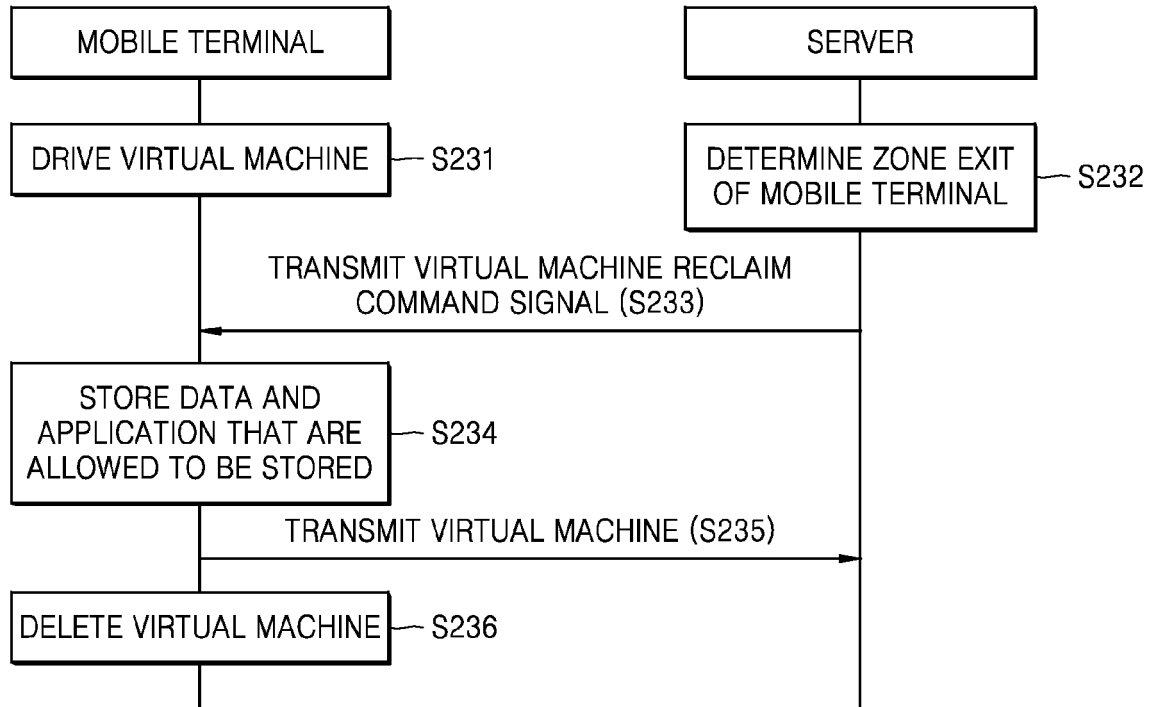 MOBILE TERMINAL
SERVER
DRIVE VIRTUAL MACHINE
S231
DETERMINE ZONE EXIT
OF MOBILE TERMINAL
S232
TRANSMIT VIRTUAL MACHINE RECLAIM
COMMAND SIGNAL (S233)
STORE DATA AND
APPLICATION THAT ARE
ALLOWED TO BE STORED
S234
TRANSMIT VIRTUAL MACHINE (S235)
DELETE VIRTUAL MACHINE
S236